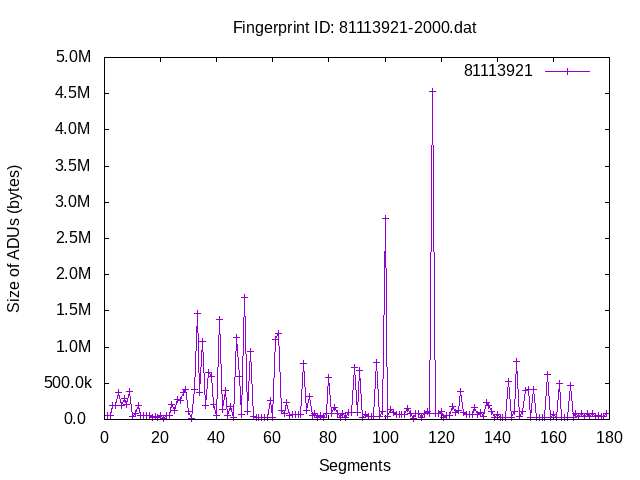 Fingerprint ID: 81113921-2000.dat
5.0M
81113921
4.5M
4.0M
3.5M
3.0M
2.5M
2.0M
1.5M
1.0M
500.0k
0.0
Size of ADUs (bytes)
0 20 40 60 80 100 120 140 160 180
Segments